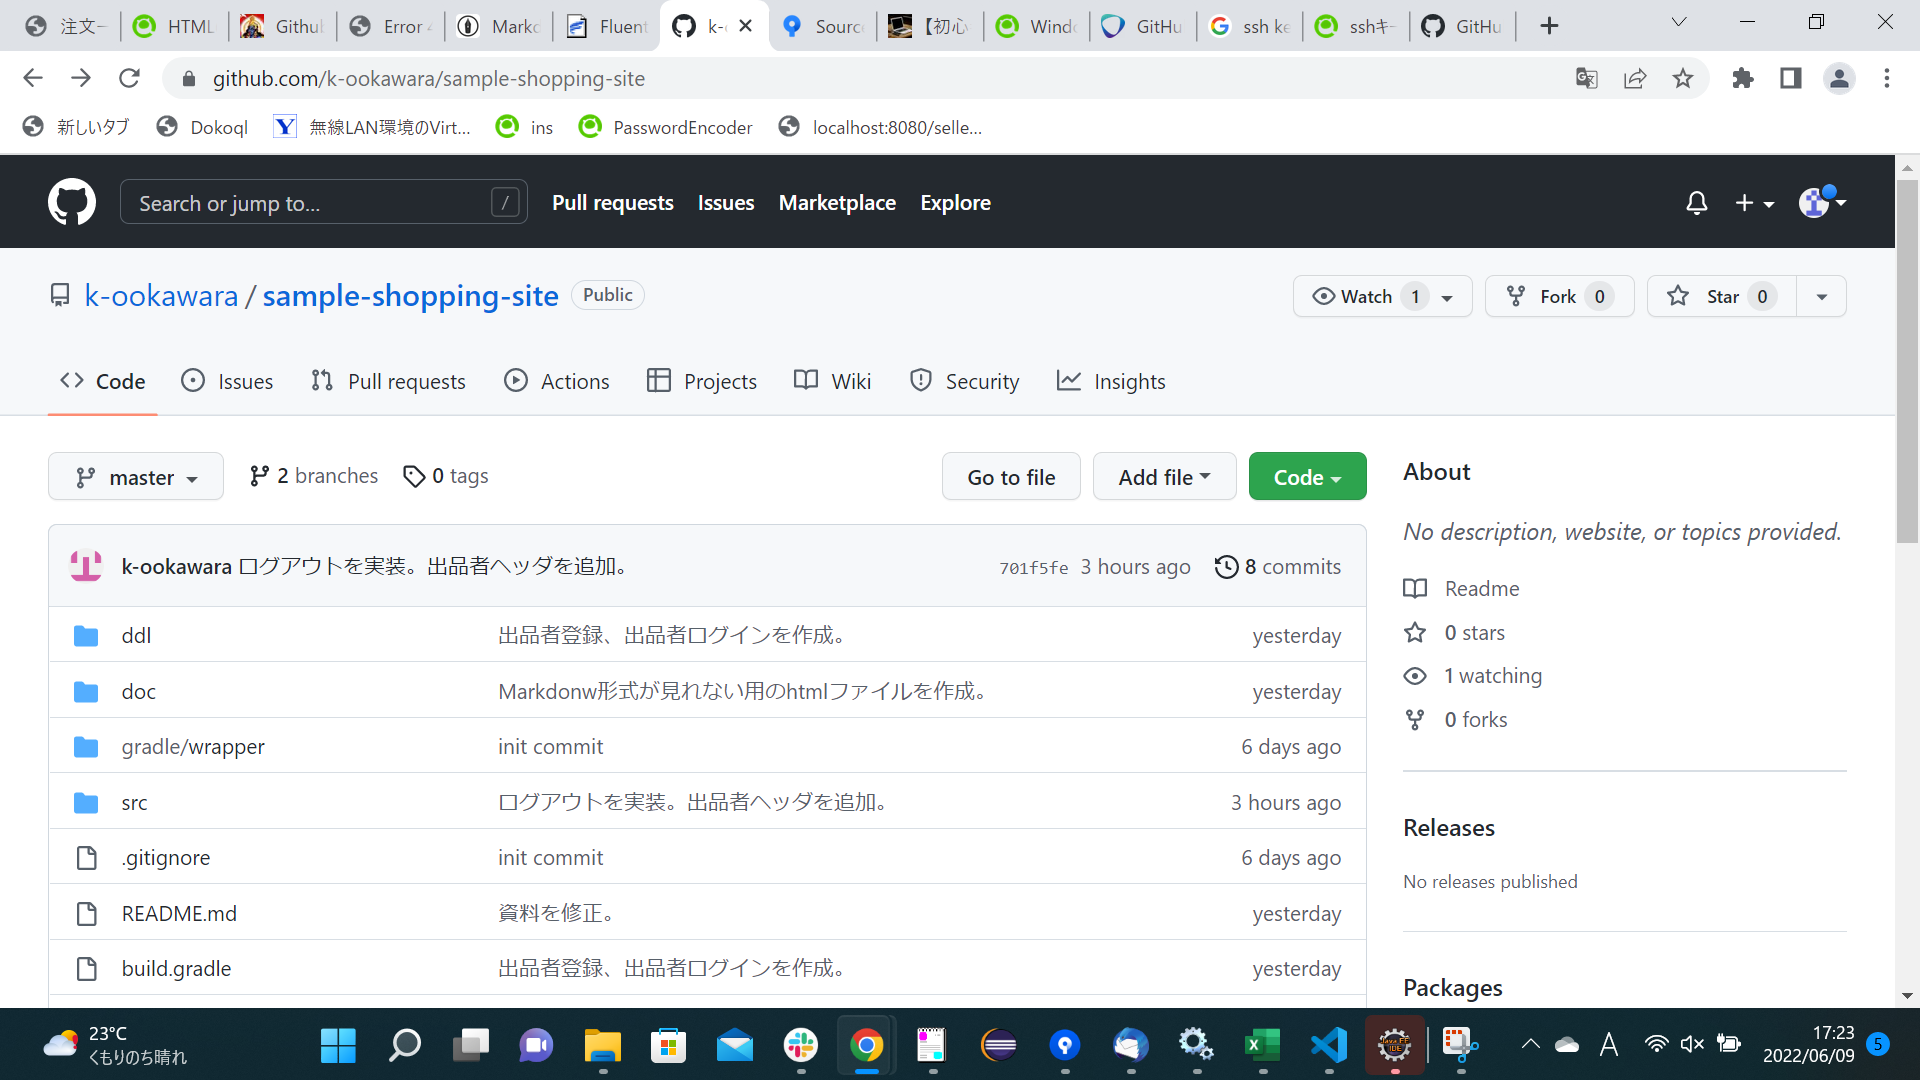 注文一
HTML
Github
Error 4
Markd
Fluent
k-
Sourc
【初心
Wind
GitHu
ssh ke
sshキー
GitHu
github.com/k-ookawara/sample-shopping-site
新しいタブ
Dokoql
無線LAN環境のVirt...
ins
PasswordEncoder
localhost:8080/selle...
Search or jump to...
/
Pull requests
Issues
Marketplace
Explore
k-ookawara / sample-shopping-site
Public
Watch 1
Fork 0
Star 0
Code
Issues
Pull requests
Actions
Projects
Wiki
Security
Insights
master
2 branches
0 tags
Go to file
Add file
Code
k-ookawara ログアウトを実装。出品者ヘッダを追加。
701f5fe 3 hours ago
8 commits
ddl
出品者登録、出品者ログインを作成。
yesterday
doc
Markdonw形式が見れない用のhtmlファイルを作成。
yesterday
gradle/wrapper
init commit
6 days ago
src
ログアウトを実装。出品者ヘッダを追加。
3 hours ago
.gitignore
init commit
6 days ago
README.md
資料を修正。
yesterday
build.gradle
出品者登録、出品者ログインを作成。
yesterday
About
No description, website, or topics provided.
Readme
0 stars
1 watching
0 forks
Releases
No releases published
Packages
23°C
くもりのち晴れ
A
17:23
2022/06/09
5